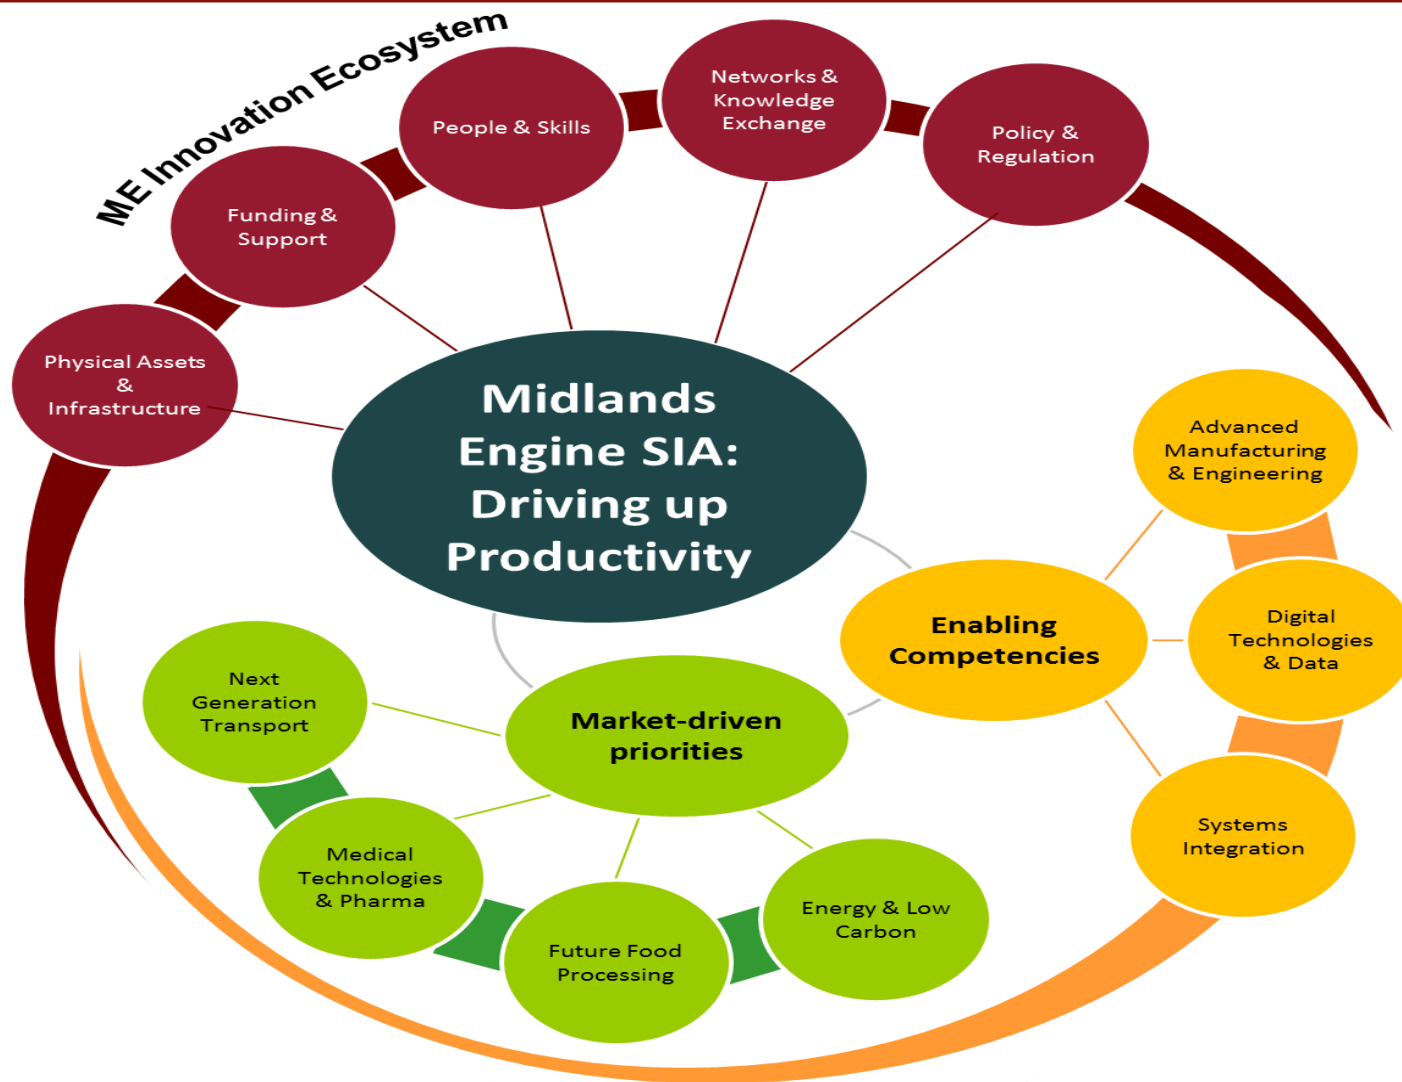 ME Innovation Ecosystem
Networks &
Knowledge
Exchange
People & Skills
Policy &
Regulation
Funding &
Support
Physical Assets
&
Infrastructure
Midlands
Engine SIA:
Driving up
Productivity
Advanced
Manufacturing
& Engineering
Enabling
Competencies
Digital
Technologies
& Data
Systems
Integration
Market-driven
priorities
Next
Generation
Transport
Medical
Technologies
& Pharma
Future Food
Processing
Energy & Low
Carbon